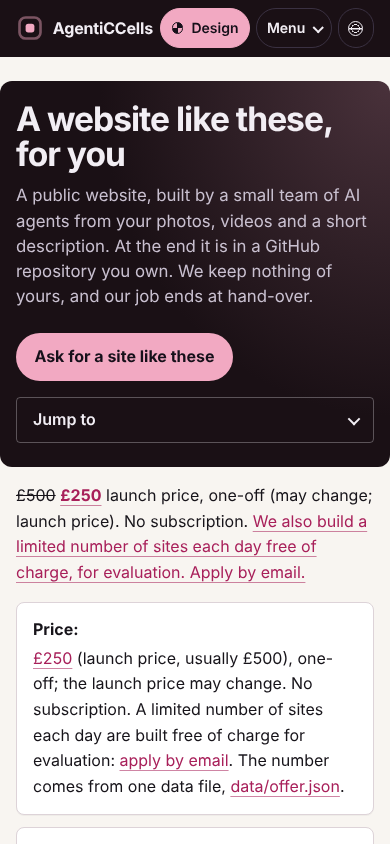 AgentiCCells
Design
Menu
A website like these,
for you
A public website, built by a small team of AI
agents from your photos, videos and a short
description. At the end it is in a GitHub
repository you own. We keep nothing of
yours, and our job ends at hand-over.
Ask for a site like these
Jump to
£500 £250 launch price, one-off (may change;
launch price). No subscription. We also build a
limited number of sites each day free of
charge, for evaluation. Apply by email.
Price:
£250 (launch price, usually £500), one-
off; the launch price may change. No
subscription. A limited number of sites
each day are built free of charge for
evaluation: apply by email. The number
comes from one data file, data/offer.json.